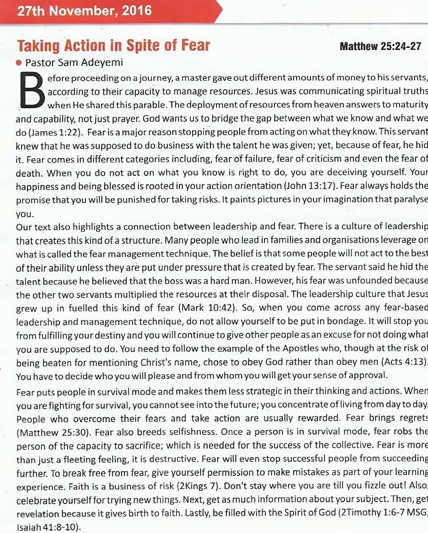 27th November, 2016
Taking Action in Spite of Fear
Matthew 25:24-27
● Pastor Sam Adeyemi
Before proceeding on a journey, a master gave out different amounts of money to his servants,
according to their capacity to manage resources. Jesus was communicating spiritual truths
when He shared this parable. The deployment of resources from heaven answers to maturity
and capability, not just prayer. God wants us to bridge the gap between what we know and what we
do (James 1:22). Fear is a major reason stopping people from acting on what they know. This servant
knew that he was supposed to do business with the talent he was given; yet, because of fear, he hid
it. Fear comes in different categories including, fear of failure, fear of criticism and even the fear of
death. When you do not act on what you know is right to do, you are deceiving yourself. Your
happiness and being blessed is rooted in your action orientation (John 13:17). Fear always holds the
promise that you will be punished for taking risks. It paints pictures in your imagination that paralyse
you.
Our text also highlights a connection between leadership and fear. There is a culture of leadership
that creates this kind of a structure. Many people who lead in families and organisations leverage on
what is called the fear management technique. The belief is that some people will not act to the best
of their ability unless they are put under pressure that is created by fear. The servant said he hid the
talent because he believed that the boss was a hard man. However, his fear was unfounded because
the other two servants multiplied the resources at their disposal. The leadership culture that Jesus
grew up in fuelled this kind of fear (Mark 10:42). So, when you come across any fear-based
leadership and management technique, do not allow yourself to be put in bondage. It will stop you
from fulfilling your destiny and you will continue to give other people as an excuse for not doing what
you are supposed to do. You need to follow the example of the Apostles who, though at the risk of
being beaten for mentioning Christ's name, chose to obey God rather than obey men (Acts 4:13).
You have to decide who you will please and from whom you will get your sense of approval.
Fear puts people in survival mode and makes them less strategic in their thinking and actions. When
you are fighting for survival, you cannot see into the future; you concentrate of living from day to day.
People who overcome their fears and take action are usually rewarded. Fear brings regrets
(Matthew 25:30). Fear also breeds selfishness. Once a person is in survival mode, fear robs the
person of the capacity to sacrifice; which is needed for the success of the collective. Fear is more
than just a fleeting feeling, it is destructive. Fear will even stop successful people from succeeding
further. To break free from fear, give yourself permission to make mistakes as part of your learning
experience. Faith is a business of risk (2Kings 7). Don't stay where you are till you fizzle out! Also,
celebrate yourself for trying new things. Next, get as much information about your subject. Then, get
revelation because it gives birth to faith. Lastly, be filled with the Spirit of God (2Timothy 1:6-7 MSG;
Isaiah 41:8-10).